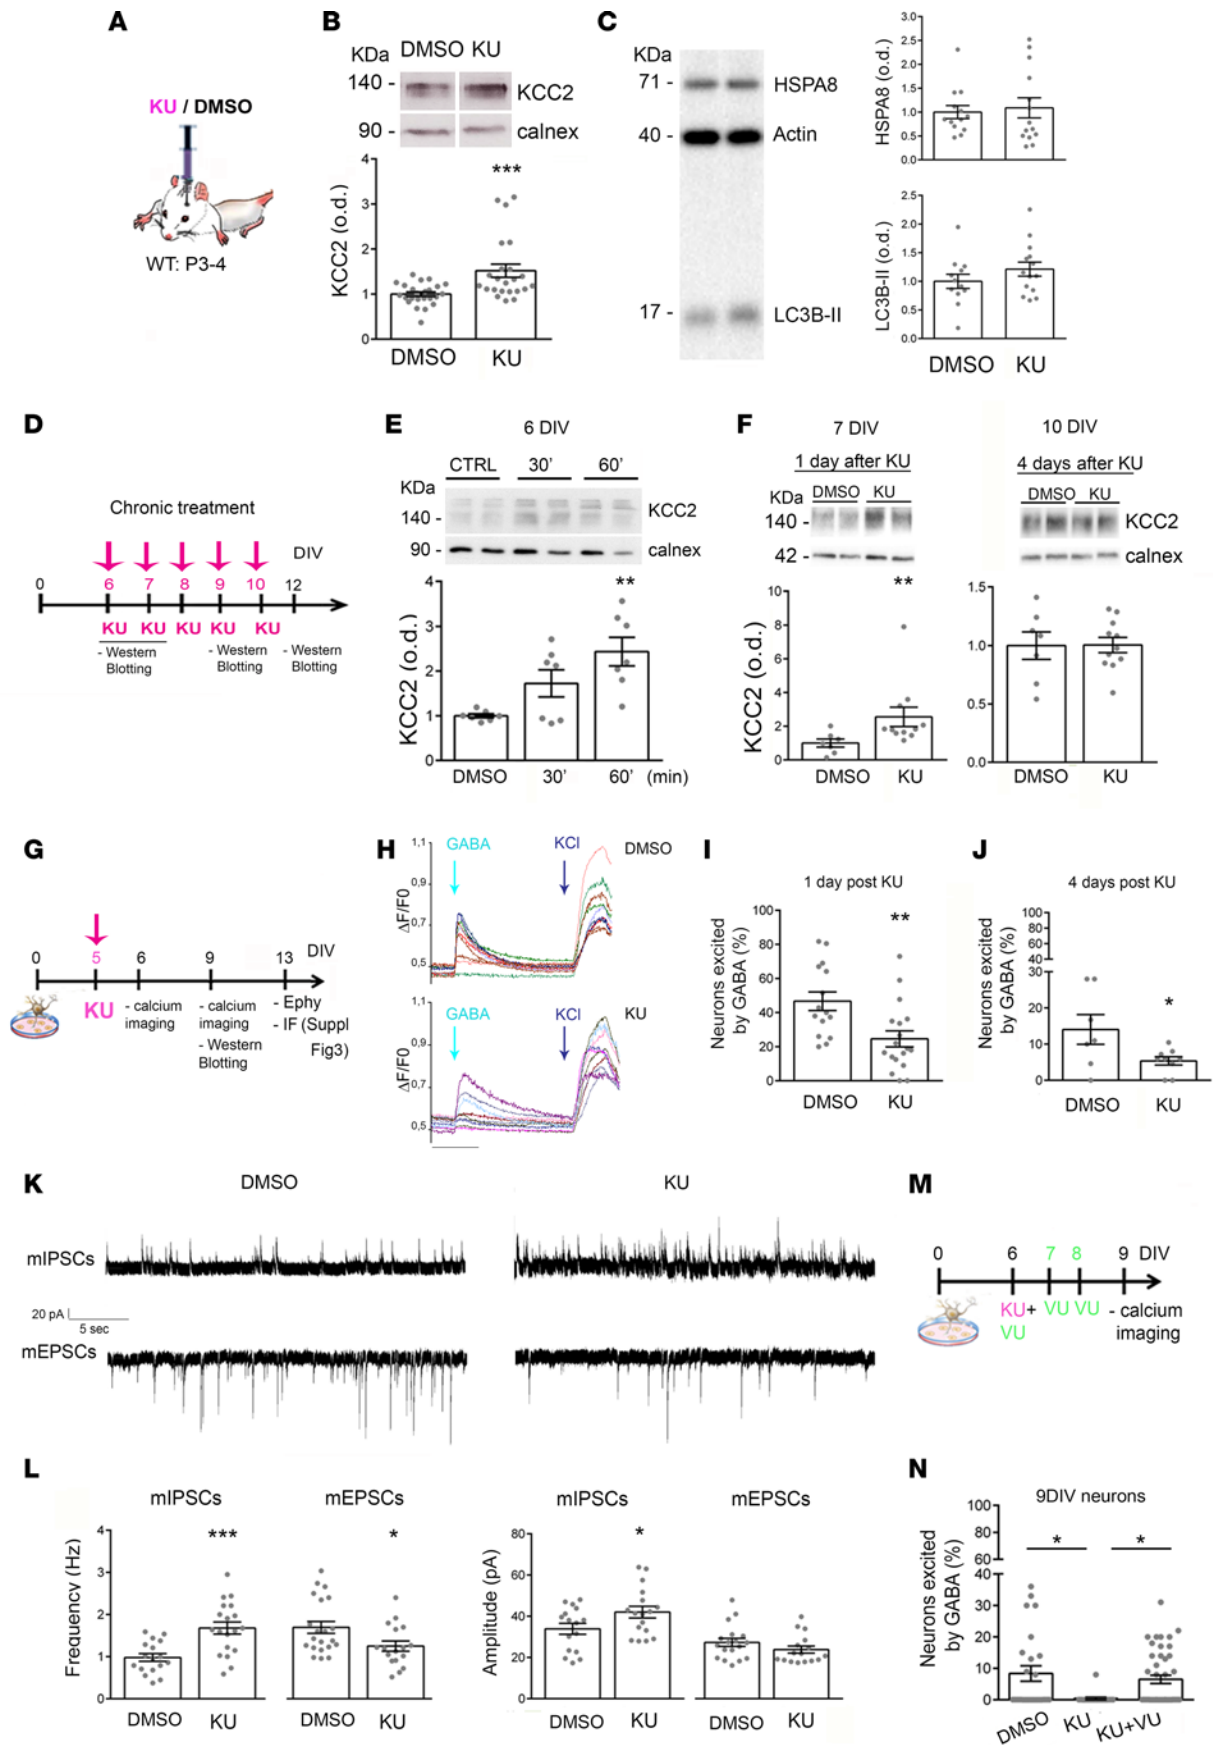 A
KU / DMSO
WT: P3-4
B
KDa DMSO KU
140 -
KCC2
90 -
calnex
***
KCC2 (o.d.)
4
3
2
1
0
DMSO KU
C
KDa
71 -
HSPA8
40 -
Actin
17 -
LC3B-II
HSPA8 (o.d.)
3.0
2.5
2.0
1.5
1.0
0.5
0.0
LC3B-II (o.d.)
2.5
2.0
1.5
1.0
0.5
0.0
DMSO KU
D
Chronic treatment
DIV
0 6 7 8 9 10 12
KU KU KU KU KU
- Western
Blotting
- Western
Blotting
- Western
Blotting
E
6 DIV
CTRL 30' 60'
KDa
140 -
KCC2
90 -
calnex
**
KCC2 (o.d.)
4
3
2
1
0
DMSO 30' 60' (min)
F
7 DIV
1 day after KU
KDa
DMSO KU
140 -
42 -
**
KCC2 (o.d.)
10
8
6
4
2
0
DMSO KU
10 DIV
4 days after KU
DMSO KU
KCC2
calnex
1.5
1.0
0.5
0.0
DMSO KU
G
DIV
0 5 6 9 13
KU
- calcium
imaging
- calcium
imaging
- Western
Blotting
- Ephy
- IF (Suppl
Fig3)
H
GABA KCl
DMSO
ΔF/F0
1,1
0,9
0,7
0,5
GABA KCl
KU
ΔF/F0
1,1
0,9
0,7
0,5
I
1 day post KU
**
Neurons excited
by GABA (%)
100
80
60
40
20
0
DMSO KU
J
4 days post KU
*
Neurons excited
by GABA (%)
100
80
60
40
30
20
10
0
DMSO KU
K
DMSO KU
mIPSCs
20 pA
5 sec
mEPSCs
M
0 6 7 8 9 DIV
KU+ VU VU
VU
- calcium
imaging
L
mIPSCs mEPSCs
*** *
Frequency (Hz)
4
3
2
1
0
DMSO KU DMSO KU
mIPSCs mEPSCs
*
Amplitude (pA)
80
60
40
20
0
DMSO KU DMSO KU
N
9DIV neurons
* *
Neurons excited
by GABA (%)
100
80
60
40
30
20
10
0
DMSO KU KU+VU